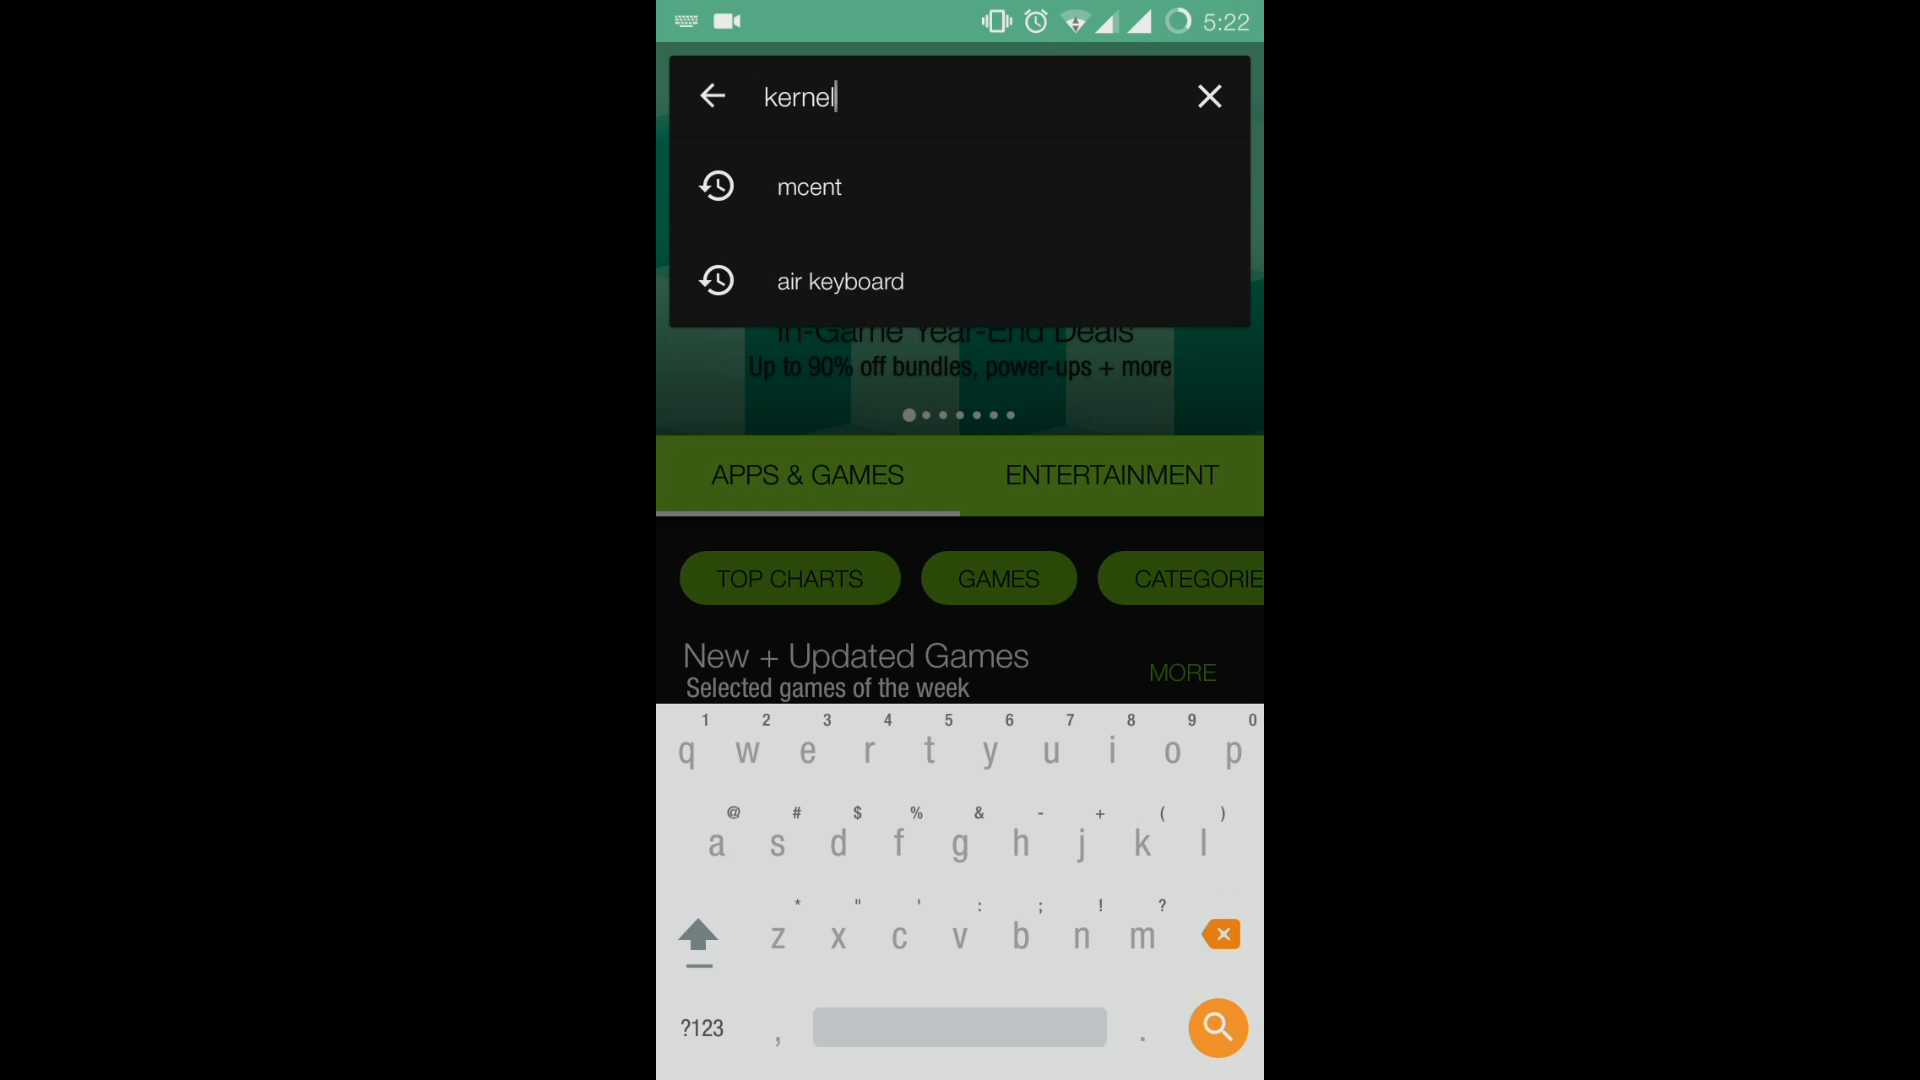 5:22
kernel
mcent
air keyboard
In-Game Year-End Deals
Up to 90% off bundles, power-ups + more
APPS & GAMES ENTERTAINMENT
TOP CHARTS GAMES CATEGORIE
New + Updated Games
MORE
Selected games of the week
1 2 3 4 5 6 7 8 9 0
q w e r t y u i o p
@ # $ % & - + ( )
a s d f g h j k l
* " ' : ; ! ?
z x c v b n m
?123 , .